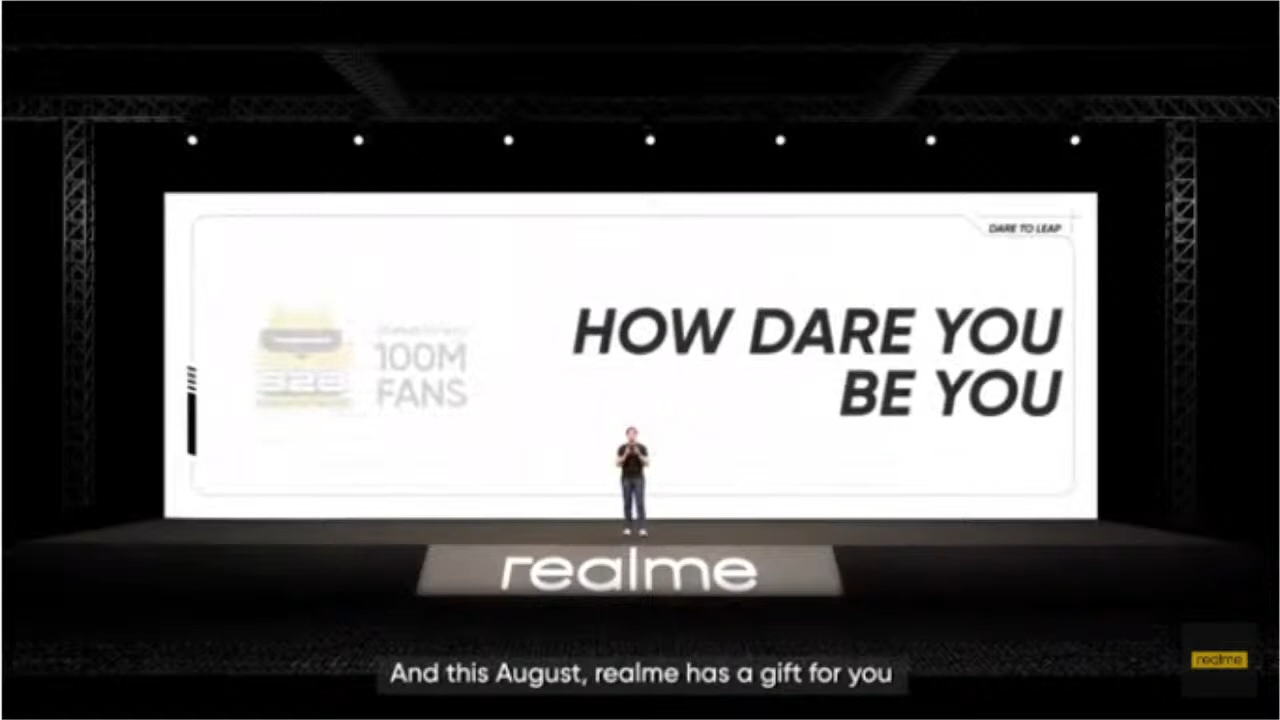 DARE TO LEAP
HOW DARE YOU
BE YOU
100M
FANS
realme
And this August, realme has a gift for you
realme